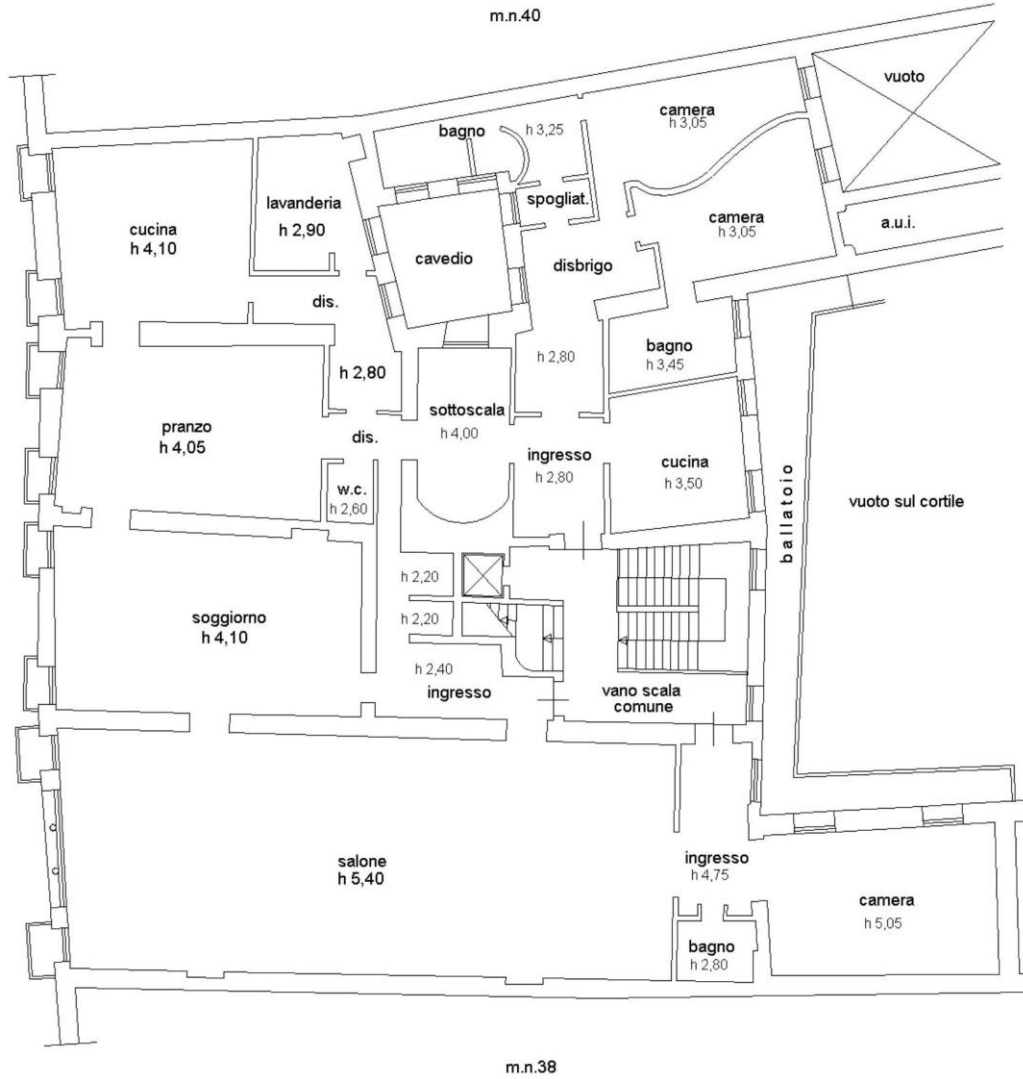 m.n.40
vuoto
camera
h 3,05
bagno
h 3,25
lavanderia
h 2,90
spogliat.
cucina
h 4,10
camera
h 3,05
a.u.i.
cavedio
disbrigo
dis.
bagno
h 3,45
h 2,80
h 2,80
sottoscala
h 4,00
pranzo
h 4,05
dis.
ingresso
h 2,80
cucina
h 3,50
w.c.
h 2,60
ballatoio
vuoto sul cortile
h 2,20
soggiorno
h 4,10
h 2,20
h 2,40
ingresso
vano scala
comune
salone
h 5,40
ingresso
h 4,75
camera
h 5,05
bagno
h 2,80
m.n.38